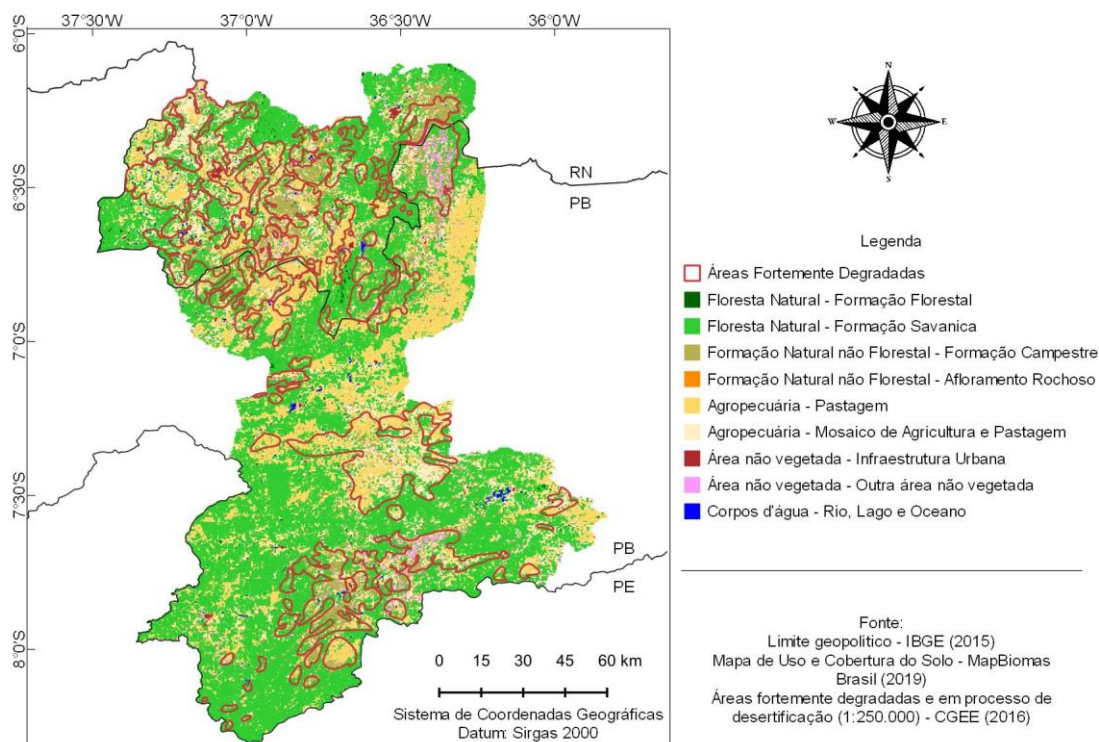 37°30'W 37°0'W 36°30'W 36°0'W
6°0'S
6°30'S
7°0'S
7°30'S
8°0'S
RN
PB
PB
PE
0 15 30 45 60 km
Sistema de Coordenadas Geográficas
Datum: Sirgas 2000
N
W E
S
Legenda
Áreas Fortemente Degradadas
Floresta Natural - Formação Florestal
Floresta Natural - Formação Savanica
Formação Natural não Florestal - Formação Campestre
Formação Natural não Florestal - Afloramento Rochoso
Agropecuária - Pastagem
Agropecuária - Mosaico de Agricultura e Pastagem
Área não vegetada - Infraestrutura Urbana
Área não vegetada - Outra área não vegetada
Corpos d'água - Rio, Lago e Oceano
Fonte:
Limite geopolitico - IBGE (2015)
Mapa de Uso e Cobertura do Solo - MapBiomas
Brasil (2019)
Áreas fortemente degradadas e em processo de
desertificação (1:250.000) - CGEE (2016)